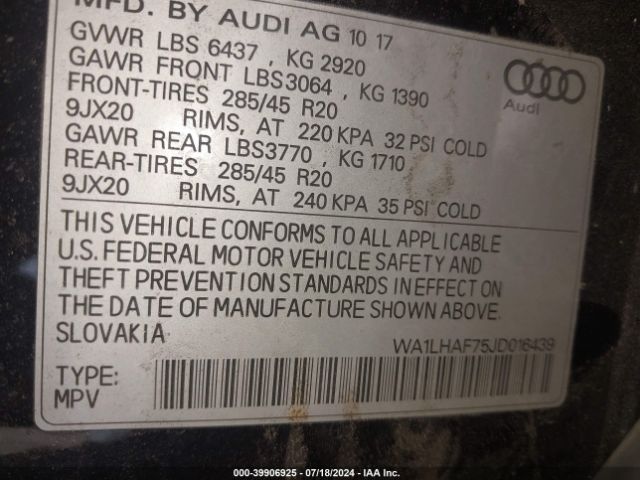 MFD. BY AUDI AG 10 17
GVWR LBS 6437 , KG 2920
GAWR FRONT LBS3064 , KG 1390
FRONT-TIRES 285/45 R20
9JX20 RIMS, AT 220 KPA 32 PSI COLD
GAWR REAR LBS3770 , KG 1710
REAR-TIRES 285/45 R20
9JX20 RIMS, AT 240 KPA 35 PSI COLD
Audi
THIS VEHICLE CONFORMS TO ALL APPLICABLE
U.S. FEDERAL MOTOR VEHICLE SAFETY AND
THEFT PREVENTION STANDARDS IN EFFECT ON
THE DATE OF MANUFACTURE SHOWN ABOVE.
SLOVAKIA
WA1LHAF75JD016439
TYPE:
MPV
000-39906925 - 07/18/2024 - IAA Inc.